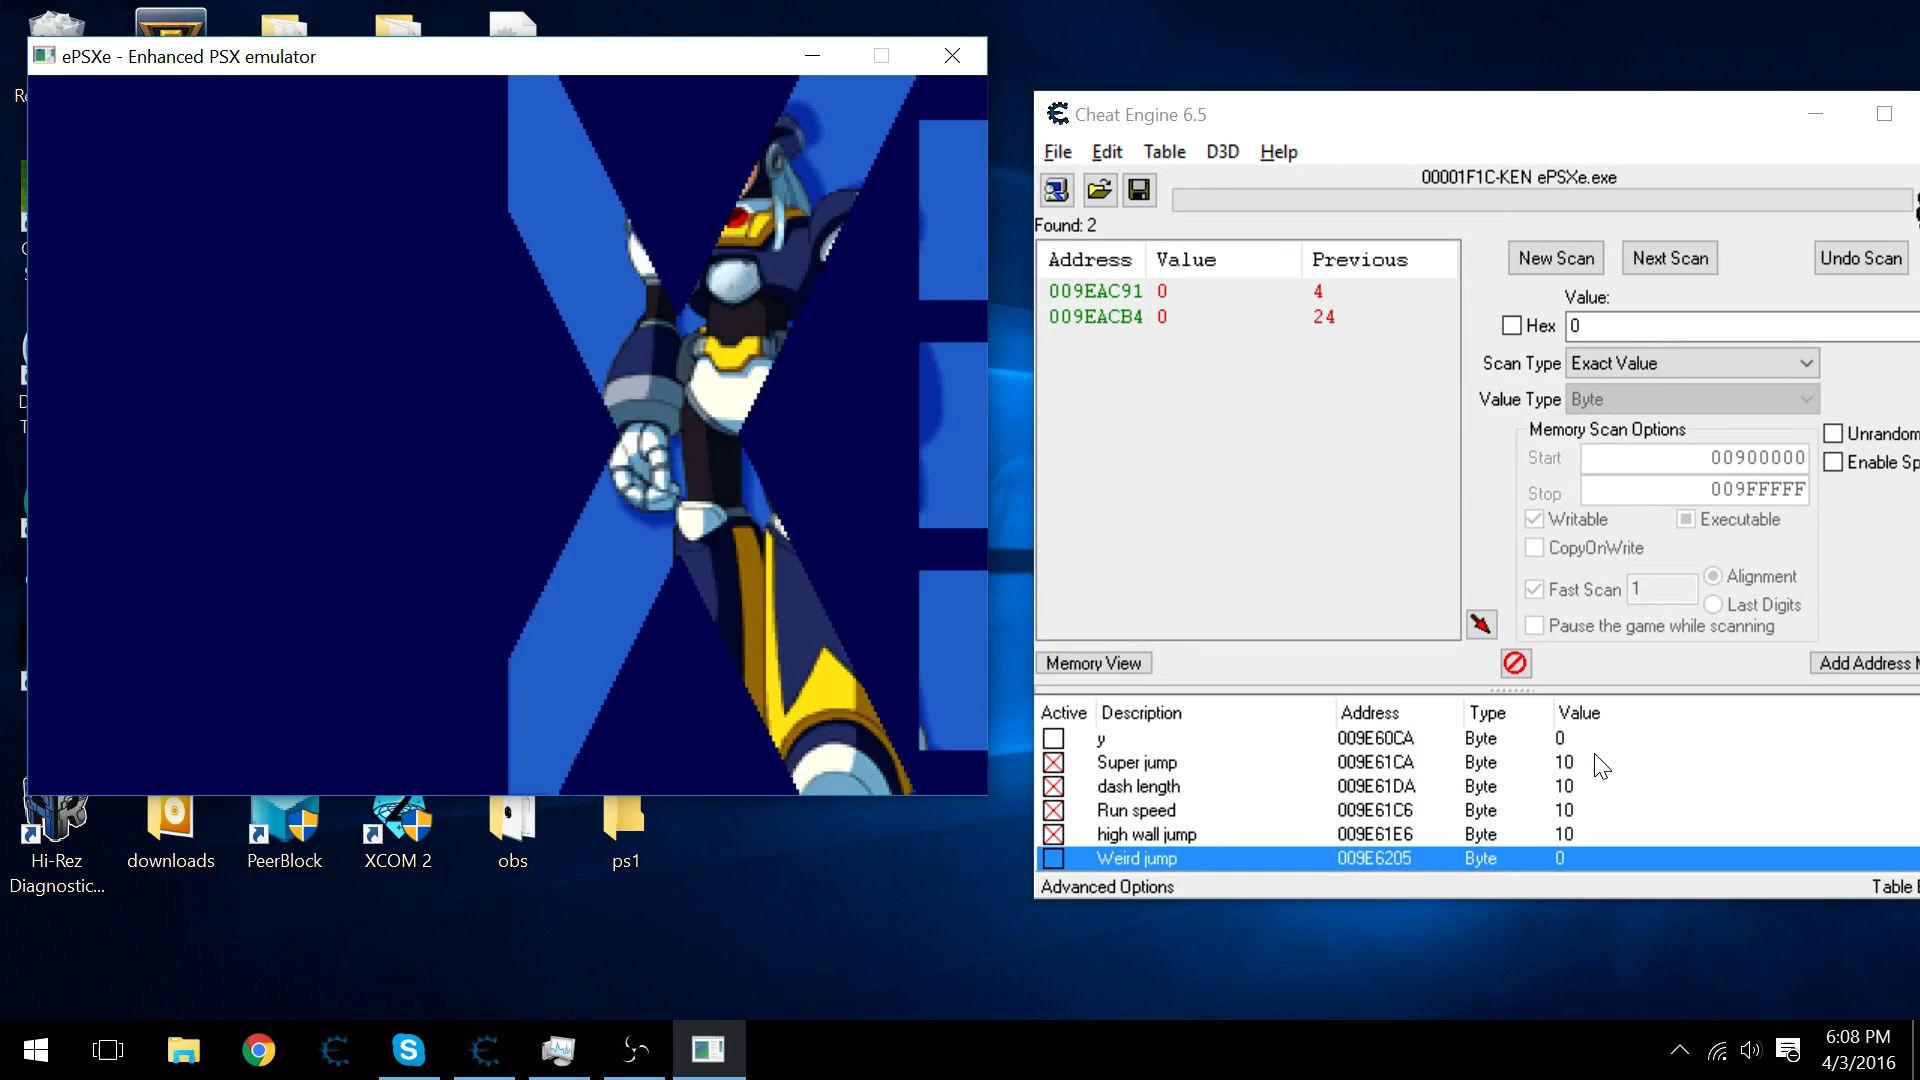 ePSXe - Enhanced PSX emulator
Cheat Engine 6.5
File Edit Table D3D Help
00001F1C-KEN ePSXe.exe
Found: 2
Address Value Previous
009EAC91 0 4
009EACB4 0 24
New Scan Next Scan Undo Scan
Value:
Hex 0
Scan Type Exact Value
Value Type Byte
Memory Scan Options
Unrandom
Start 00900000
Enable Sp
Stop 009FFFFF
Writable Executable
CopyOnWrite
Fast Scan 1 Alignment
Last Digits
Pause the game while scanning
Memory View
Add Address M
Active Description Address Type Value
y 009E60CA Byte 0
Super jump 009E61CA Byte 10
dash length 009E61DA Byte 10
Run speed 009E61C6 Byte 10
high wall jump 009E61E6 Byte 10
Weird jump 009E6205 Byte 0
Advanced Options
Table E
Hi-Rez Diagnostic...
downloads
PeerBlock
XCOM 2
obs
ps1
6:08 PM
4/3/2016